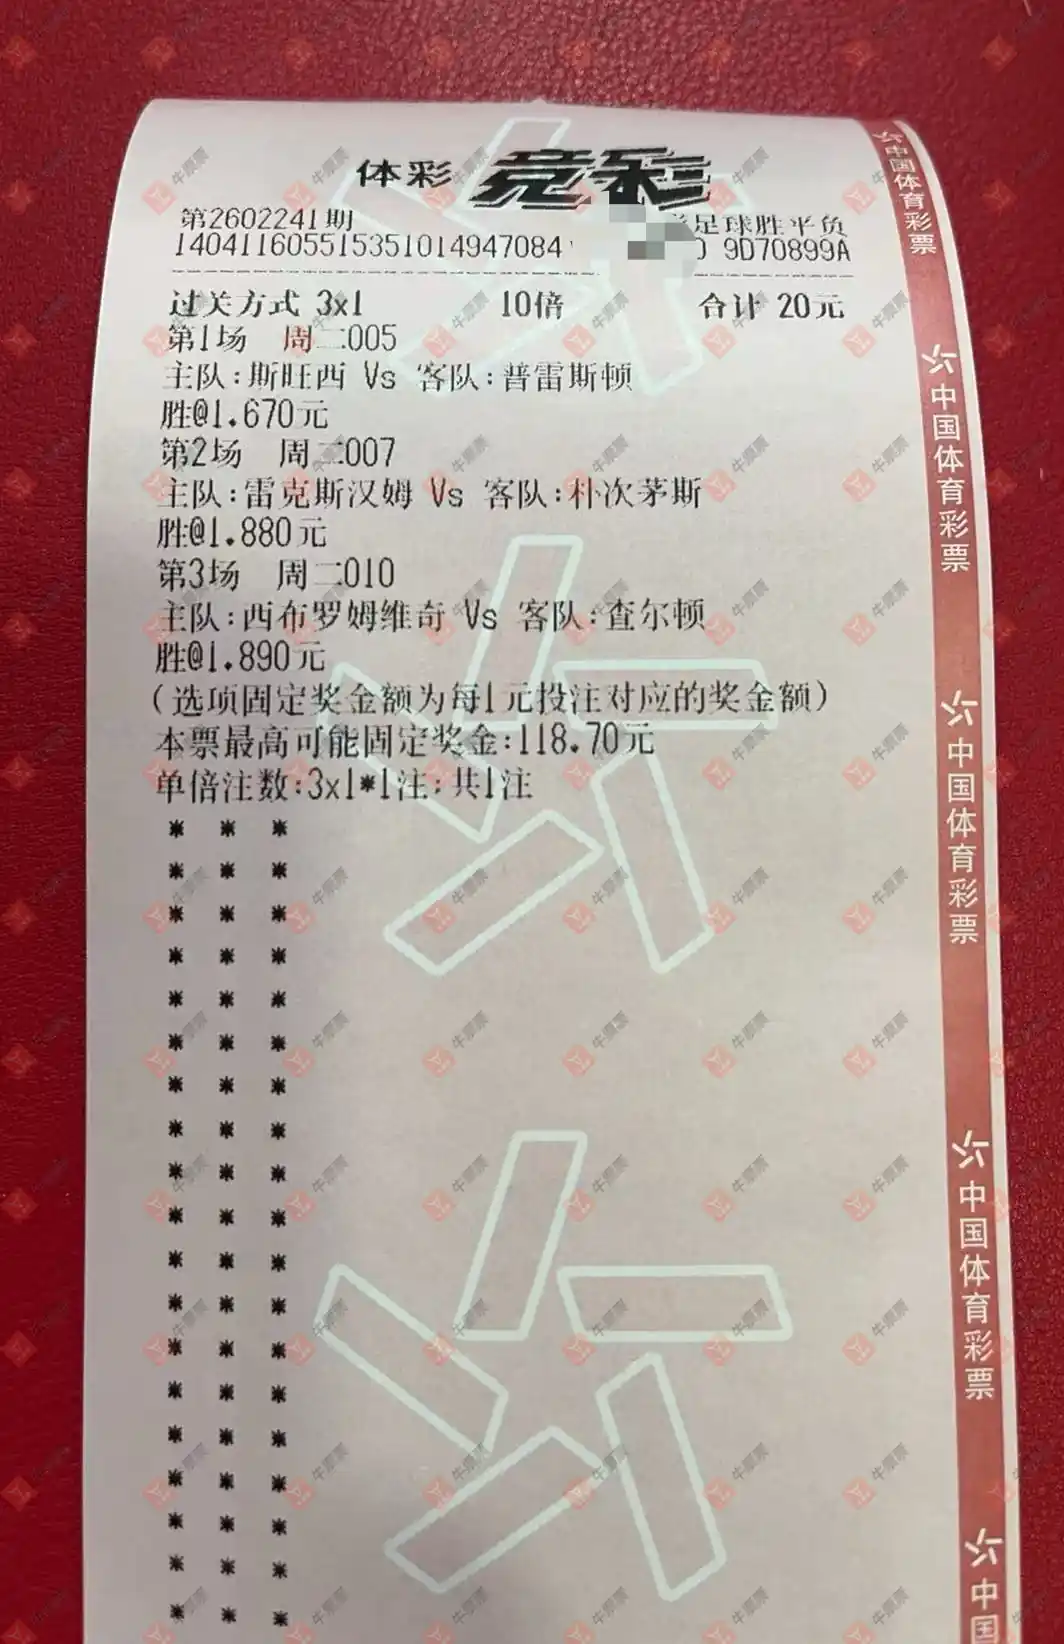 体彩 竞彩
第2602241期 足球胜平负
140411605515351014947084 9D70899A
过关方式 3x1 10倍 合计 20元
第1场 周二005
主队:斯旺西 Vs 客队:普雷斯顿
胜@1.670元
第2场 周二007
主队:雷克斯汉姆 Vs 客队:朴次茅斯
胜@1.880元
第3场 周二010
主队:西布罗姆维奇 Vs 客队:查尔顿
胜@1.890元
(选项固定奖金额为每1元投注对应的奖金额)
本票最高可能固定奖金:118.70元
单倍注数:3x1*1注;共1注
中国体育彩票
中国体育彩票
中国体育彩票
中国体育彩票
中国
牛票票